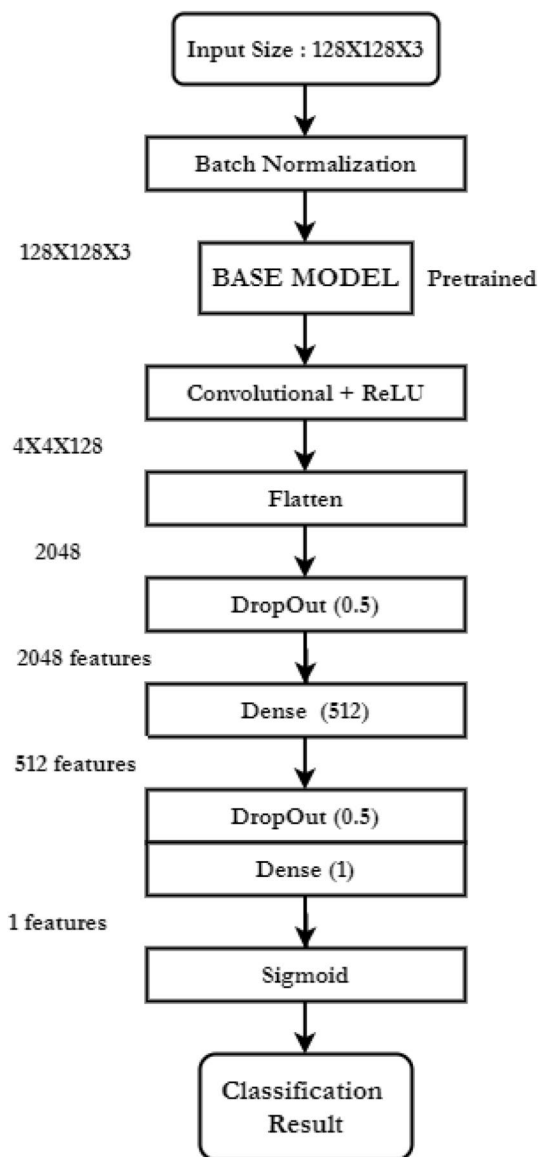 Input Size : 128X128X3
Batch Normalization
128X128X3
BASE MODEL
Pretrained
Convolutional + ReLU
4X4X128
Flatten
2048
DropOut (0.5)
2048 features
Dense (512)
512 features
DropOut (0.5)
Dense (1)
1 features
Sigmoid
Classification
Result